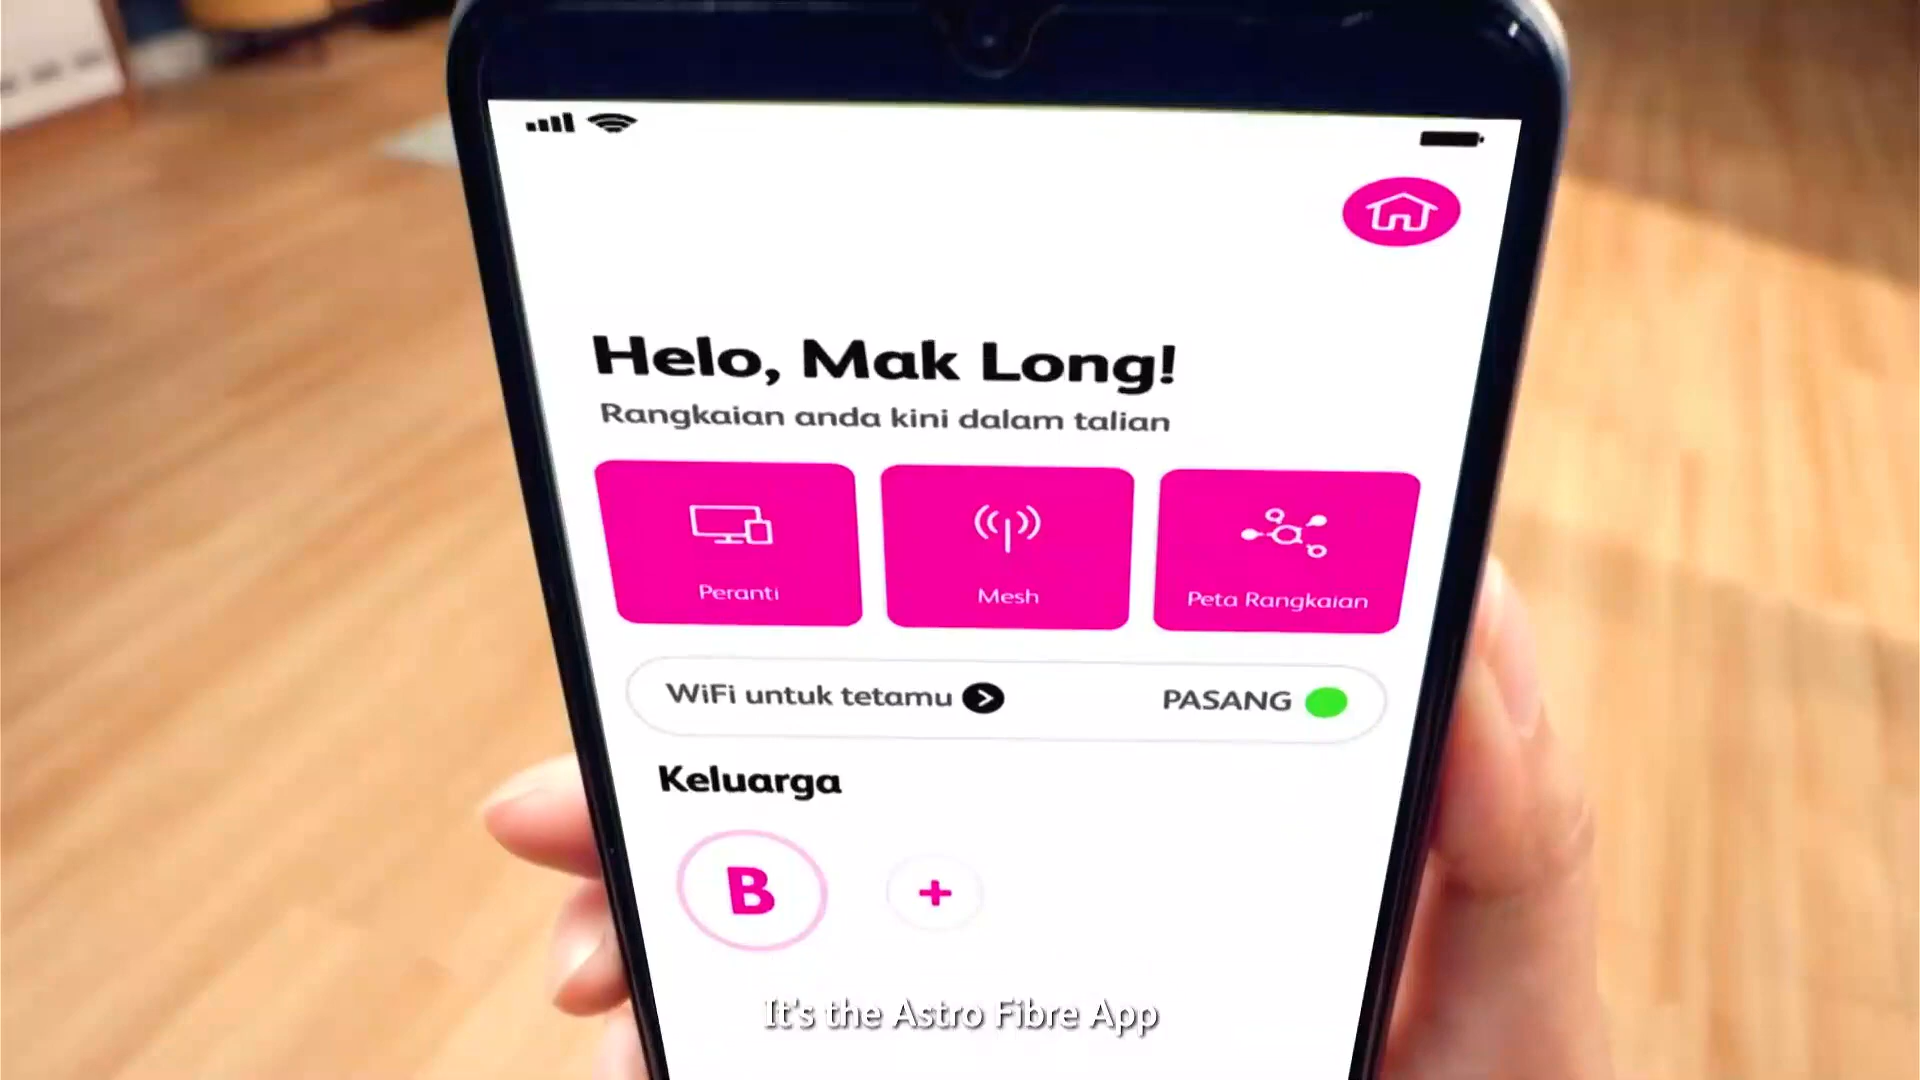 Helo, Mak Long!
Rangkaian anda kini dalam talian
Peranti
Mesh
Peta Rangkaian
WiFi untuk tetamu
PASANG
Keluarga
B
+
It's the Astro Fibre App